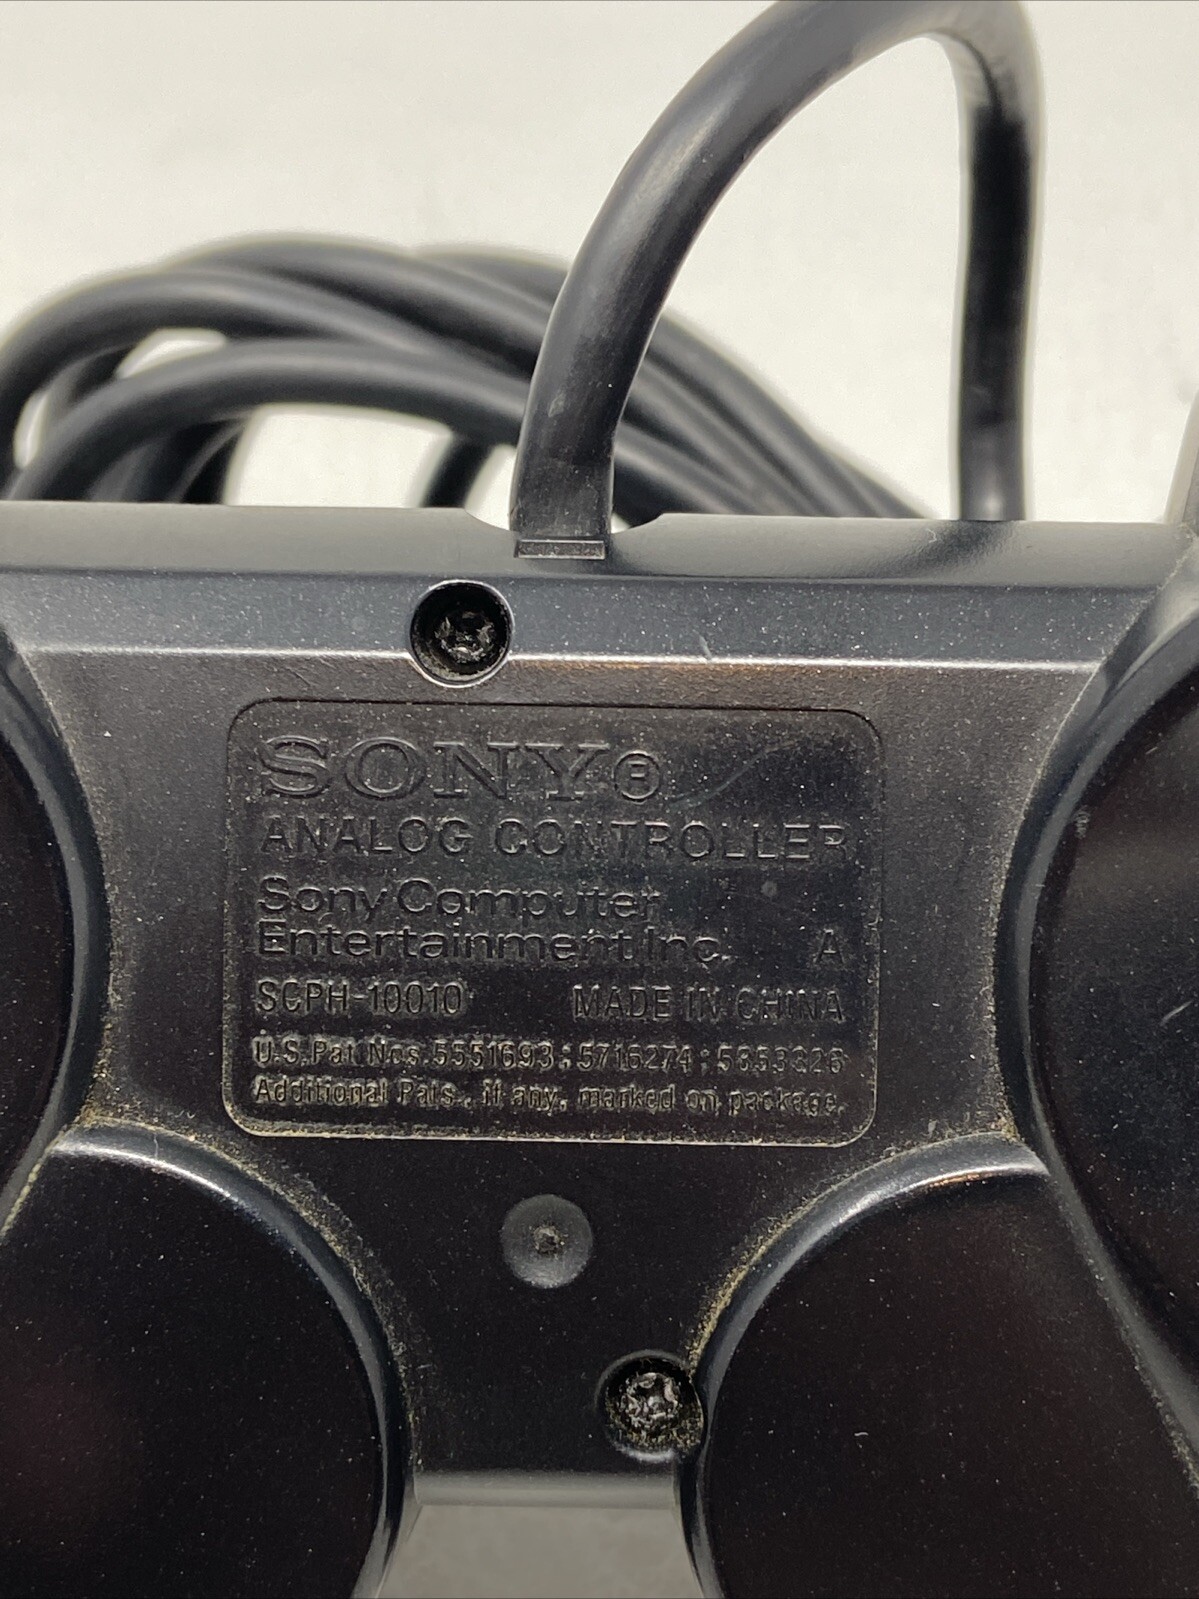 SONY®
ANALOG CONTROLLER
Sony Computer
Entertainment Inc. A
SCPH-10010 MADE IN CHINA
U.S.Pat.Nos.5551693;5716274;5853326
Additional Pats., if any, marked on package.